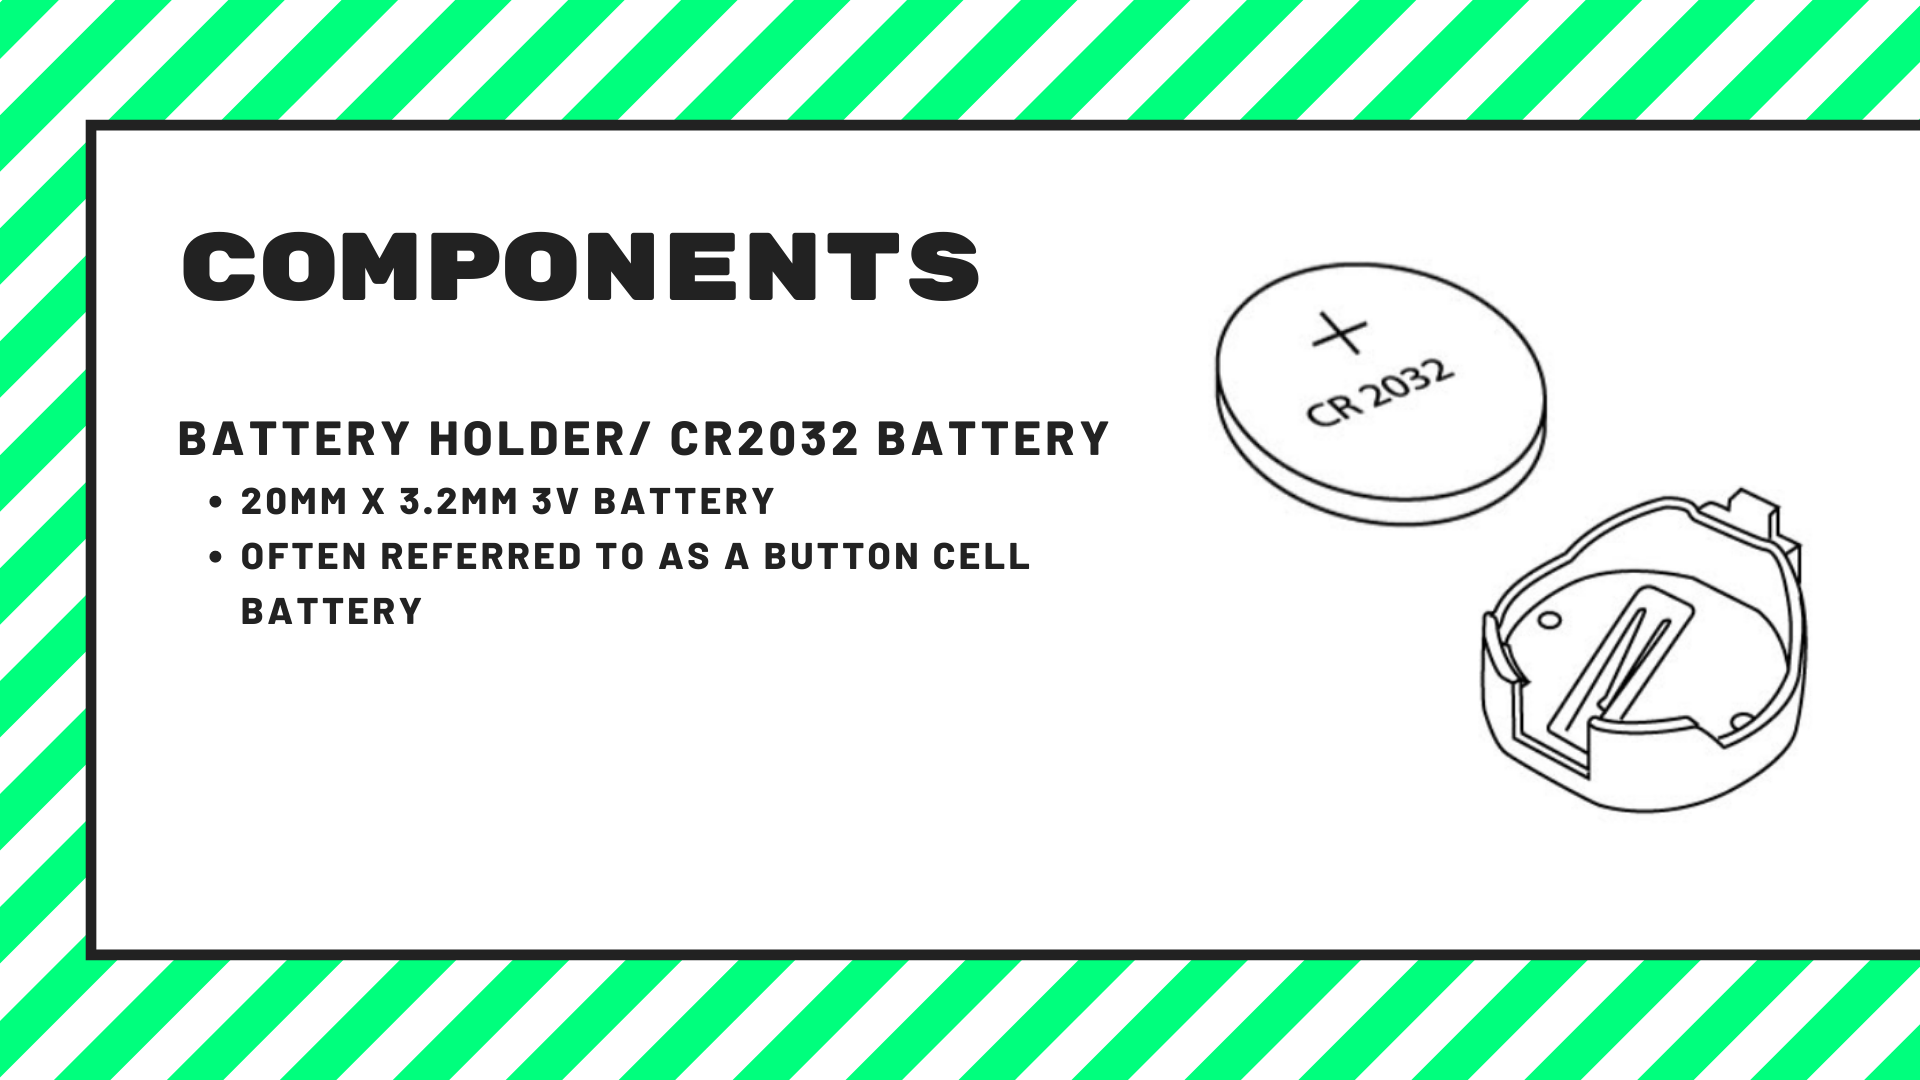 COMPONENTS
BATTERY HOLDER/ CR2032 BATTERY
• 20MM X 3.2MM 3V BATTERY
• OFTEN REFERRED TO AS A BUTTON CELL
BATTERY
+
CR 2032